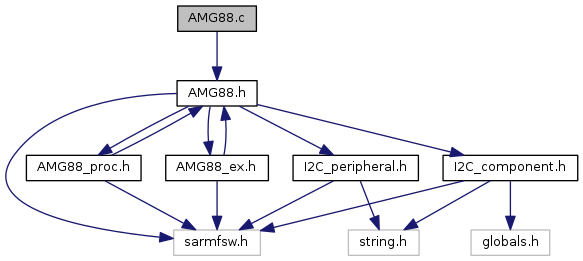 AMG88.c
AMG88.h
AMG88_proc.h
AMG88_ex.h
I2C_peripheral.h
I2C_component.h
sarmfsw.h
string.h
globals.h